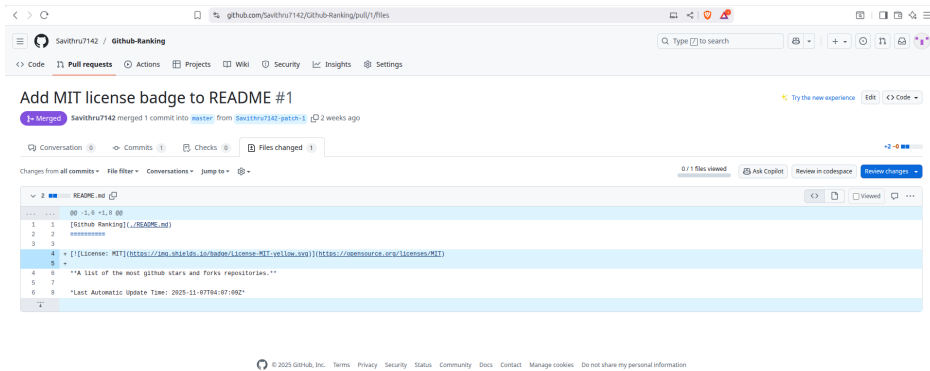 github.com/Savithru7142/Github-Ranking/pull/1/files
Savithru7142 / Github-Ranking
Type / to search
Code
Pull requests
Actions
Projects
Wiki
Security
Insights
Settings
Add MIT license badge to README #1
Try the new experience
Edit
Code
Merged
Savithru7142 merged 1 commit into master from Savithru7142-patch-1 2 weeks ago
Conversation 0
Commits 1
Checks 0
Files changed 1
+2 -0
Changes from all commits
File filter
Conversations
Jump to
0 / 1 files viewed
Ask Copilot
Review in codespace
Review changes
2 README.md
Viewed
... ... @@ -1,6 +1,8 @@
1 1 [Github Ranking](./README.md)
2 2 ==========
3 3
4 + [![License: MIT](https://img.shields.io/badge/License-MIT-yellow.svg)](https://opensource.org/licenses/MIT)
5 +
4 6 **A list of the most github stars and forks repositories.**
5 7
6 8 *Last Automatic Update Time: 2025-11-07T04:07:09Z*
© 2025 GitHub, Inc. Terms Privacy Security Status Community Docs Contact Manage cookies Do not share my personal information